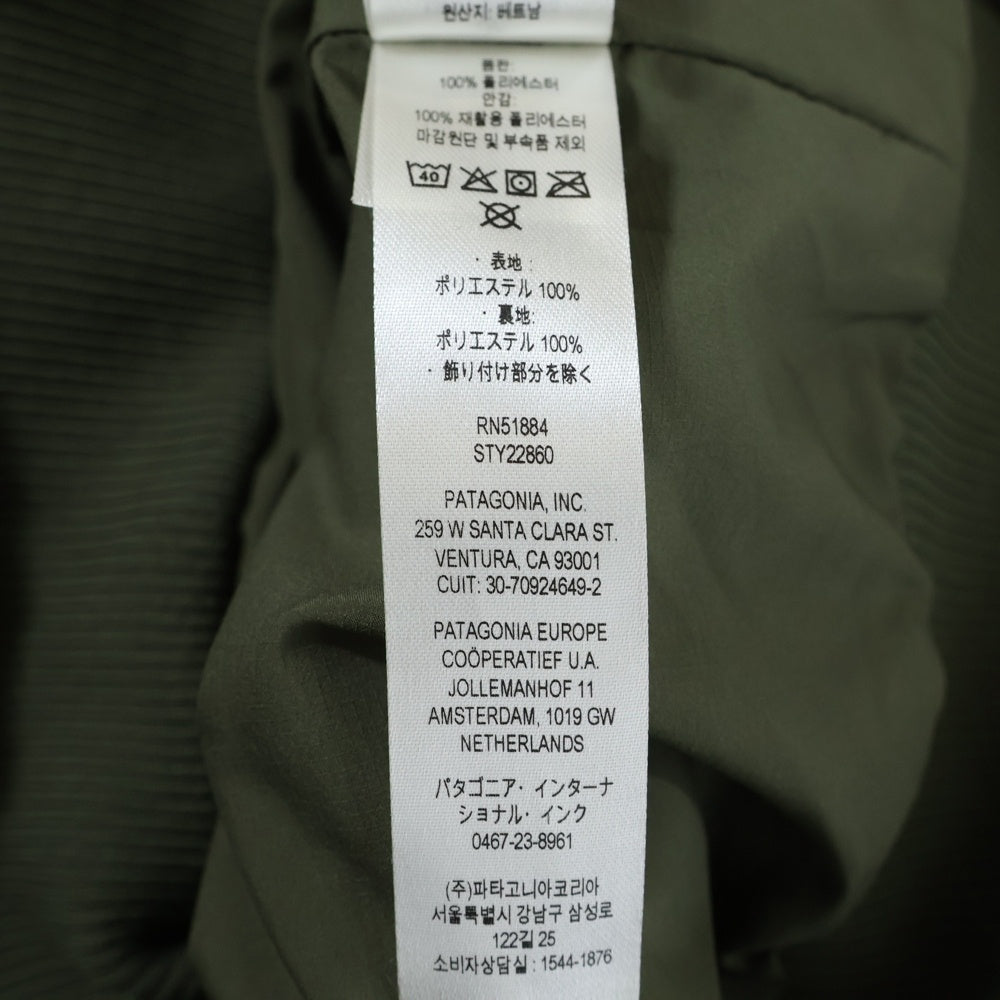 원산지: 베트남
몸판:
100% 폴리에스터
안감:
100% 재활용 폴리에스터
마감원단 및 부속품 제외
40
· 表地 :
ポリエステル 100%
· 裏地:
ポリエステル 100%
· 飾り付け部分を除く
RN51884
STY22860
PATAGONIA, INC.
259 W SANTA CLARA ST.
VENTURA, CA 93001
CUIT: 30-70924649-2
PATAGONIA EUROPE
COÖPERATIEF U.A.
JOLLEMANHOF 11
AMSTERDAM, 1019 GW
NETHERLANDS
パタゴニア· インターナ
ショナル· インク
0467-23-8961
(주)파타고니아코리아
서울특별시 강남구 삼성로
122길 25
소비자상담실 : 1544-1876